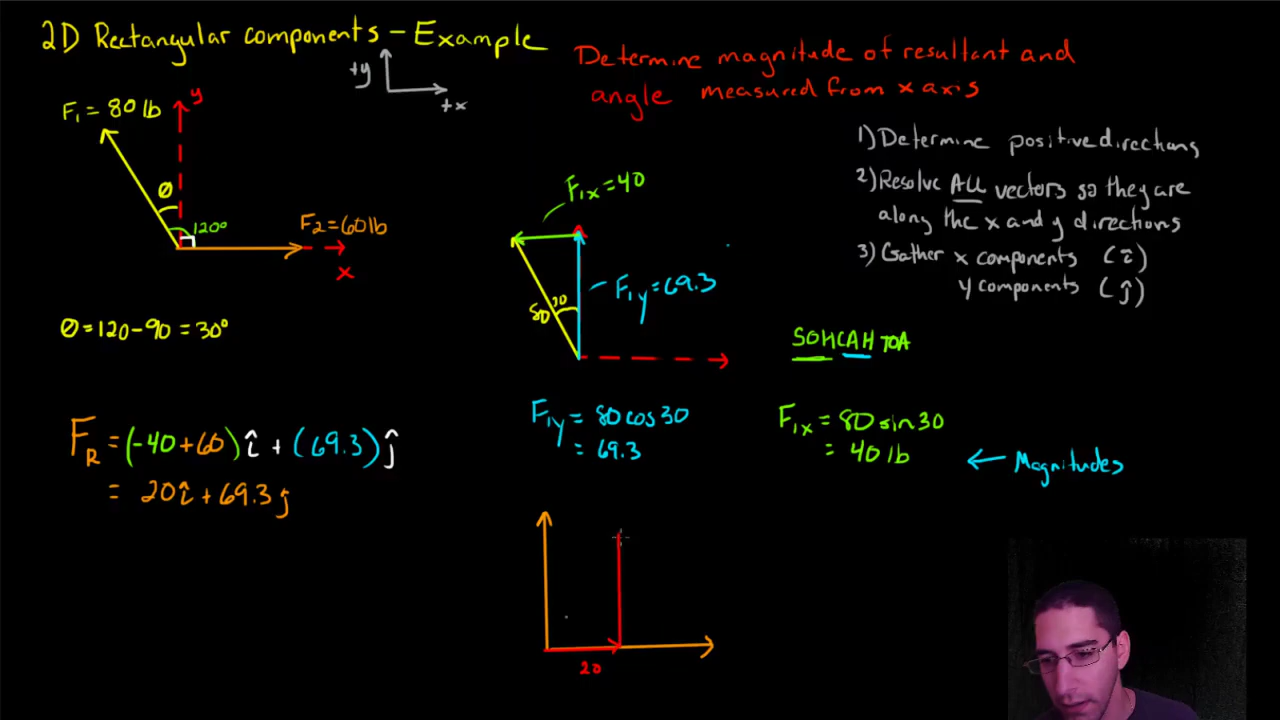 2D Rectangular components - Example
Determine magnitude of resultant and
angle measured from x axis
+y
+x
F1 = 80 lb
y
θ
120°
F2 = 60 lb
x
θ = 120 - 90 = 30°
1) Determine positive directions
2) Resolve ALL vectors so they are
along the x and y directions
3) Gather x components (î)
y components (ĵ)
F1x = 40
F1y = 69.3
80
30
SOHCAHTOA
F1y = 80 cos 30
= 69.3
F1x = 80 sin 30
= 40 lb
← Magnitudes
FR = (-40 + 60) î + (69.3) ĵ
= 20 î + 69.3 ĵ
20